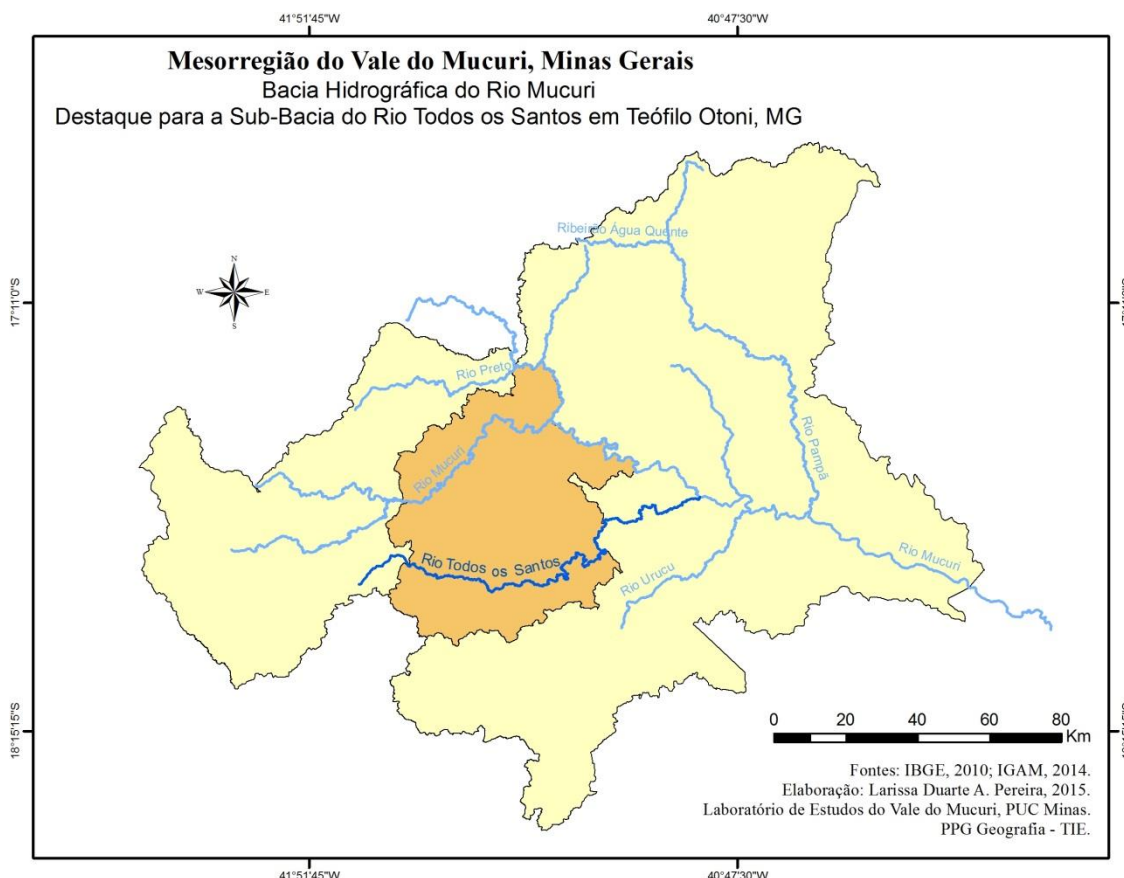 41°51'45"W 40°47'30"W
Mesorregião do Vale do Mucuri, Minas Gerais
Bacia Hidrográfica do Rio Mucuri
Destaque para a Sub-Bacia do Rio Todos os Santos em Teófilo Otoni, MG
Ribeirão Água Quente
N
W E
S
17°11'0"S
Rio Preto
Rio Pampã
Rio Mucuri
Rio Todos os Santos
Rio Mucuri
Rio Urucu
18°15'15"S
0 20 40 60 80
Km
Fontes: IBGE, 2010; IGAM, 2014.
Elaboração: Larissa Duarte A. Pereira, 2015.
Laboratório de Estudos do Vale do Mucuri, PUC Minas.
PPG Geografia - TIE.
41°51'45"W 40°47'30"W